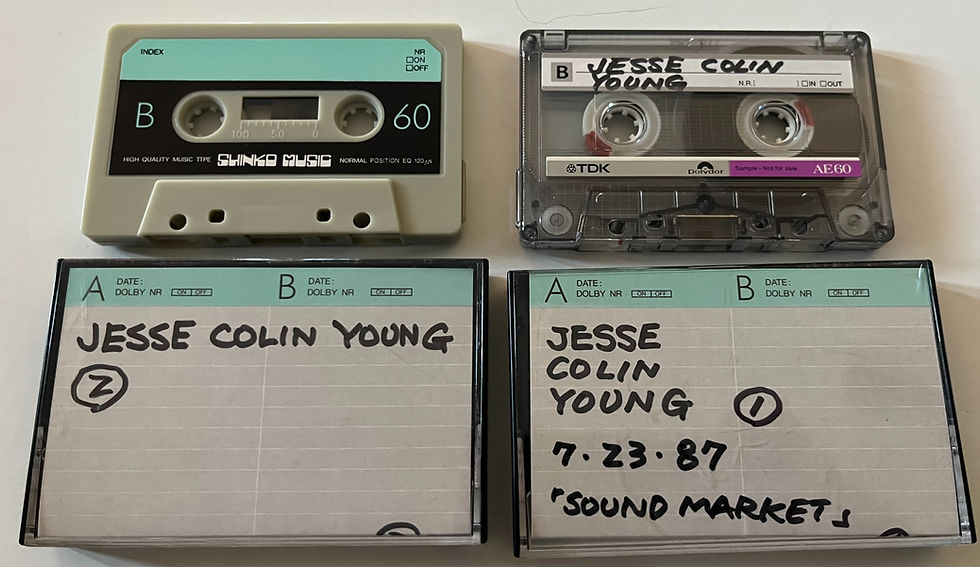 INDEX
NR
□ON
□OFF
B
60
100 50 0
HIGH QUALITY MUSIC TYPE SHINKO MUSIC NORMAL POSITION EQ 120μs
B JESSE COLIN
YOUNG
N.R.( ) □IN □OUT
TDK polydor Sample - Not for sale AE60
A DATE:
DOLBY NR ON OFF
B DATE:
DOLBY NR ON OFF
JESSE COLIN YOUNG
②
A DATE:
DOLBY NR ON OFF
B DATE:
DOLBY NR ON OFF
JESSE
COLIN
YOUNG ①
7·23·87
「SOUND MARKET」